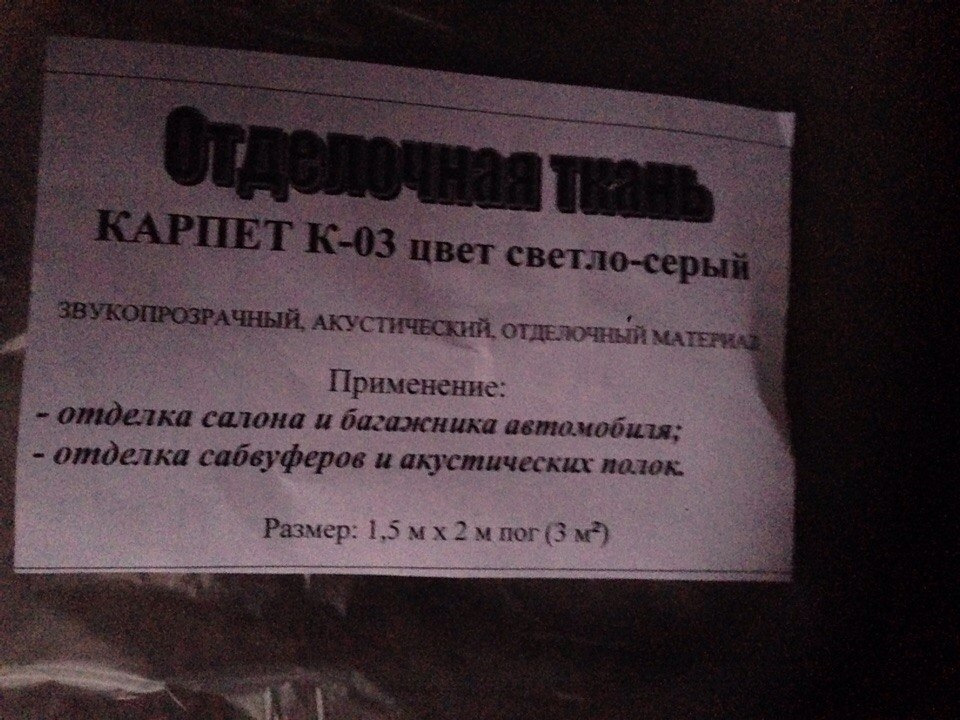 Отделочная ткань
КАРПЕТ К-03 цвет светло-серый
ЗВУКОПРОЗРАЧНЫЙ, АКУСТИЧЕСКИЙ, ОТДЕЛОЧНЫЙ МАТЕРИАЛ
Применение:
- отделка салона и багажника автомобиля;
- отделка сабвуферов и акустических полок.
Размер: 1,5 м х 2 м пог (3 м²)